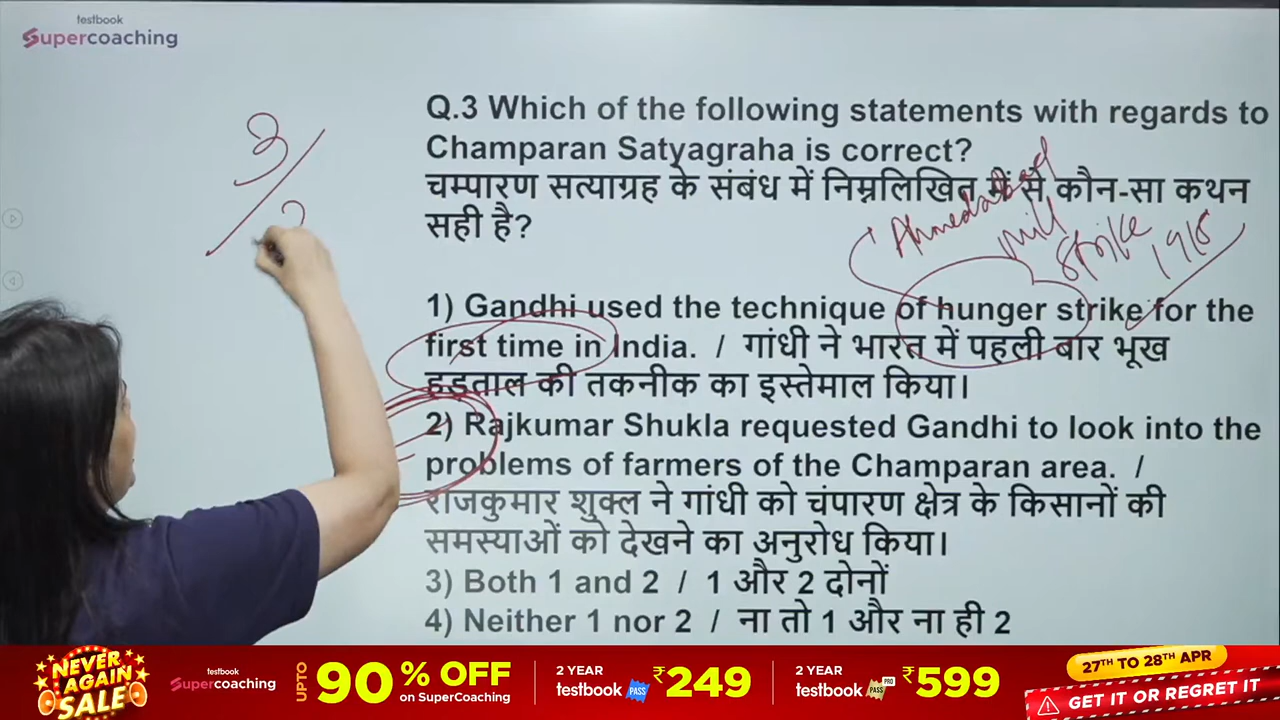 testbook
Supercoaching
Q.3 Which of the following statements with regards to
Champaran Satyagraha is correct?
चम्पारण सत्याग्रह के संबंध में निम्नलिखित में से कौन-सा कथन
सही है?
Ahmedabad
mill
strike
1918
3
1) Gandhi used the technique of hunger strike for the
first time in India. / गांधी ने भारत में पहली बार भूख
हड़ताल की तकनीक का इस्तेमाल किया।
2) Rajkumar Shukla requested Gandhi to look into the
problems of farmers of the Champaran area. /
राजकुमार शुक्ल ने गांधी को चंपारण क्षेत्र के किसानों की
समस्याओं को देखने का अनुरोध किया।
3) Both 1 and 2 / 1 और 2 दोनों
4) Neither 1 nor 2 / ना तो 1 और ना ही 2
NEVER
AGAIN
SALE
testbook
Supercoaching
UPTO
90% OFF
on SuperCoaching
2 YEAR
testbook PASS
₹249
2 YEAR
testbook PASS PRO
₹599
27TH TO 28TH APR
GET IT OR REGRET IT